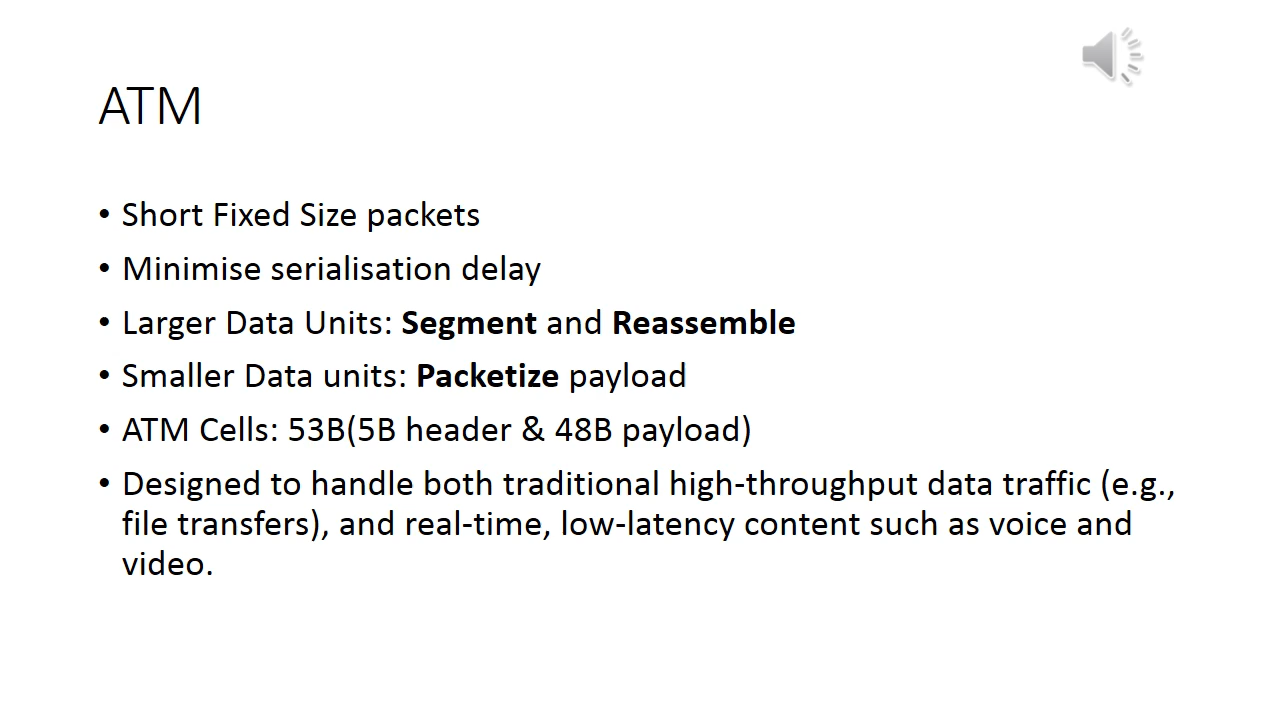 ATM
• Short Fixed Size packets
• Minimise serialisation delay
• Larger Data Units: Segment and Reassemble
• Smaller Data units: Packetize payload
• ATM Cells: 53B(5B header & 48B payload)
• Designed to handle both traditional high-throughput data traffic (e.g.,
file transfers), and real-time, low-latency content such as voice and
video.